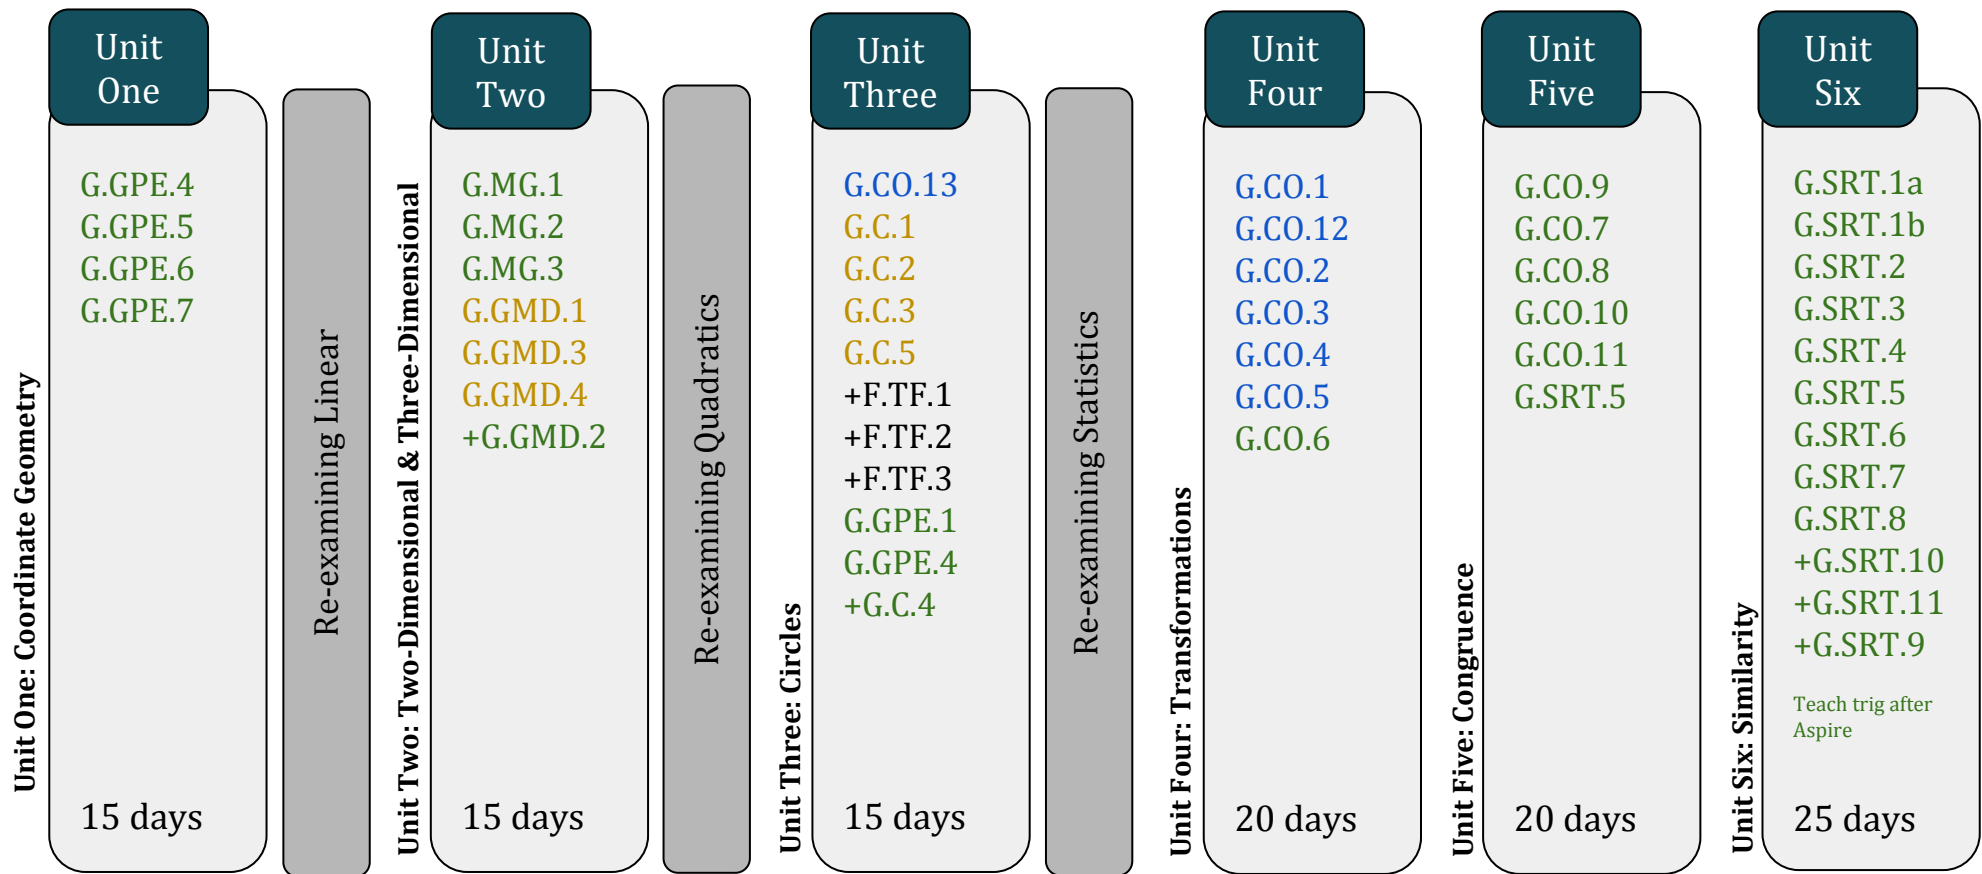 Unit
One
Unit One: Coordinate Geometry
G.GPE.4
G.GPE.5
G.GPE.6
G.GPE.7
15 days
Re-examining Linear
Unit
Two
Unit Two: Two-Dimensional & Three-Dimensional
G.MG.1
G.MG.2
G.MG.3
G.GMD.1
G.GMD.3
G.GMD.4
+G.GMD.2
15 days
Re-examining Quadratics
Unit
Three
Unit Three: Circles
G.CO.13
G.C.1
G.C.2
G.C.3
G.C.5
+F.TF.1
+F.TF.2
+F.TF.3
G.GPE.1
G.GPE.4
+G.C.4
15 days
Re-examining Statistics
Unit
Four
Unit Four: Transformations
G.CO.1
G.CO.12
G.CO.2
G.CO.3
G.CO.4
G.CO.5
G.CO.6
20 days
Unit
Five
Unit Five: Congruence
G.CO.9
G.CO.7
G.CO.8
G.CO.10
G.CO.11
G.SRT.5
20 days
Unit
Six
Unit Six: Similarity
G.SRT.1a
G.SRT.1b
G.SRT.2
G.SRT.3
G.SRT.4
G.SRT.5
G.SRT.6
G.SRT.7
G.SRT.8
+G.SRT.10
+G.SRT.11
+G.SRT.9
Teach trig after
Aspire
25 days